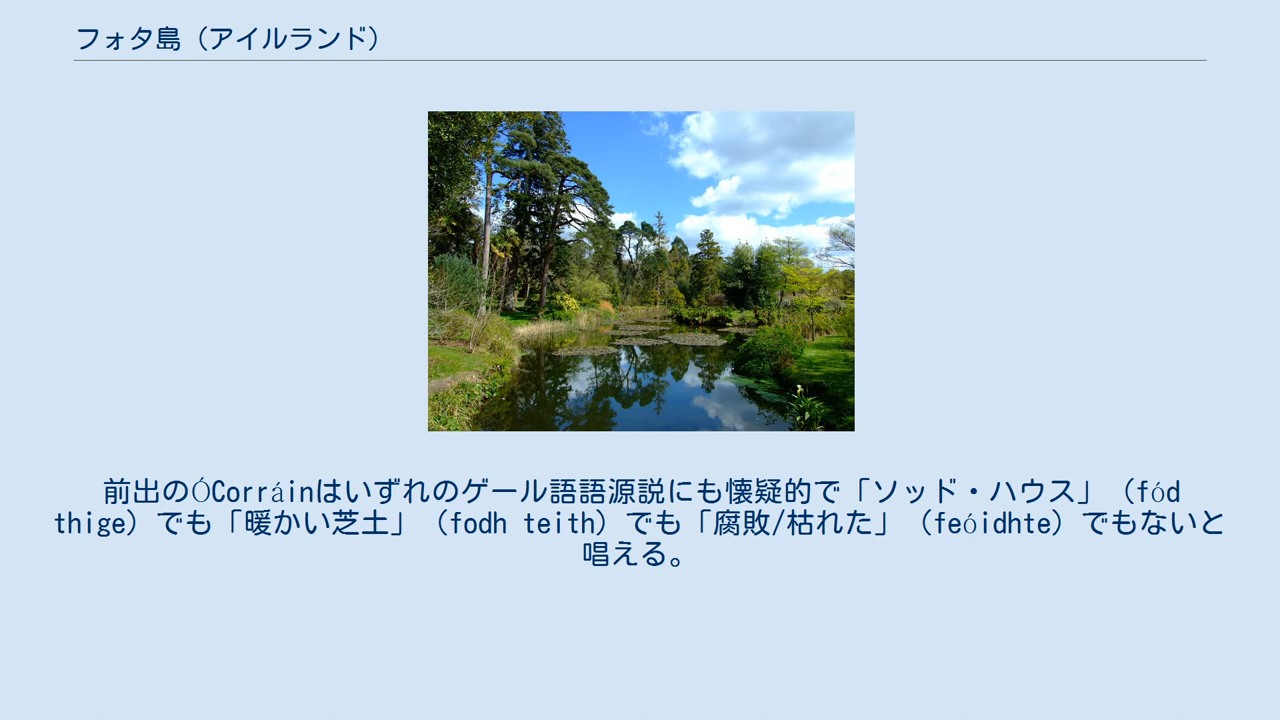 フォタ島（アイルランド）
前出のÓCorráinはいずれのゲール語語源説にも懐疑的で「ソッド・ハウス」（fód
thige）でも「暖かい芝土」（fodh teith）でも「腐敗/枯れた」（feóidhte）でもないと
唱える。